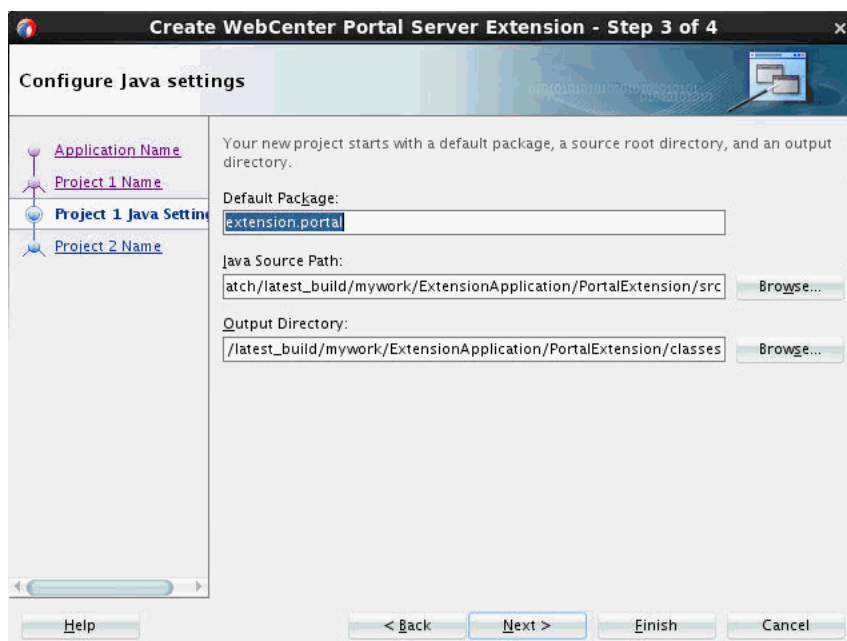 Create WebCenter Portal Server Extension - Step 3 of 4
Configure Java settings
Application Name
Project 1 Name
Project 1 Java Settin
Project 2 Name
Your new project starts with a default package, a source root directory, and an output
directory.
Default Package:
extension.portal
Java Source Path:
atch/latest_build/mywork/ExtensionApplication/PortalExtension/src
Browse...
Output Directory:
/latest_build/mywork/ExtensionApplication/PortalExtension/classes
Browse...
Help
< Back
Next >
Finish
Cancel